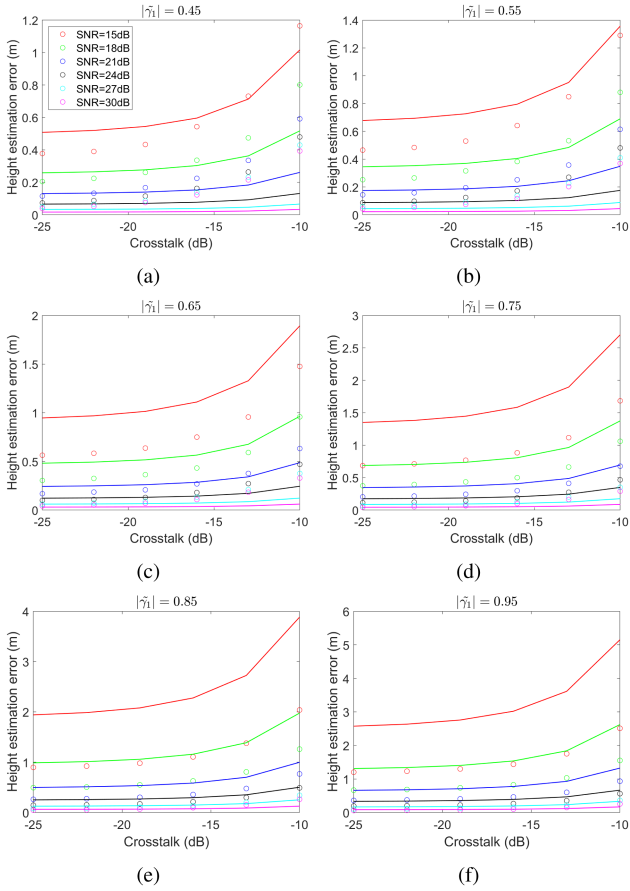 |γ̃₁| = 0.45
Height estimation error (m)
1.2
1
0.8
0.6
0.4
0.2
0
SNR=15dB
SNR=18dB
SNR=21dB
SNR=24dB
SNR=27dB
SNR=30dB
-25 -20 -15 -10
Crosstalk (dB)
(a)
|γ̃₁| = 0.55
Height estimation error (m)
1.4
1.2
1
0.8
0.6
0.4
0.2
0
-25 -20 -15 -10
Crosstalk (dB)
(b)
|γ̃₁| = 0.65
Height estimation error (m)
2
1.5
1
0.5
0
-25 -20 -15 -10
Crosstalk (dB)
(c)
|γ̃₁| = 0.75
Height estimation error (m)
3
2.5
2
1.5
1
0.5
0
-25 -20 -15 -10
Crosstalk (dB)
(d)
|γ̃₁| = 0.85
Height estimation error (m)
4
3
2
1
0
-25 -20 -15 -10
Crosstalk (dB)
(e)
|γ̃₁| = 0.95
Height estimation error (m)
6
5
4
3
2
1
0
-25 -20 -15 -10
Crosstalk (dB)
(f)